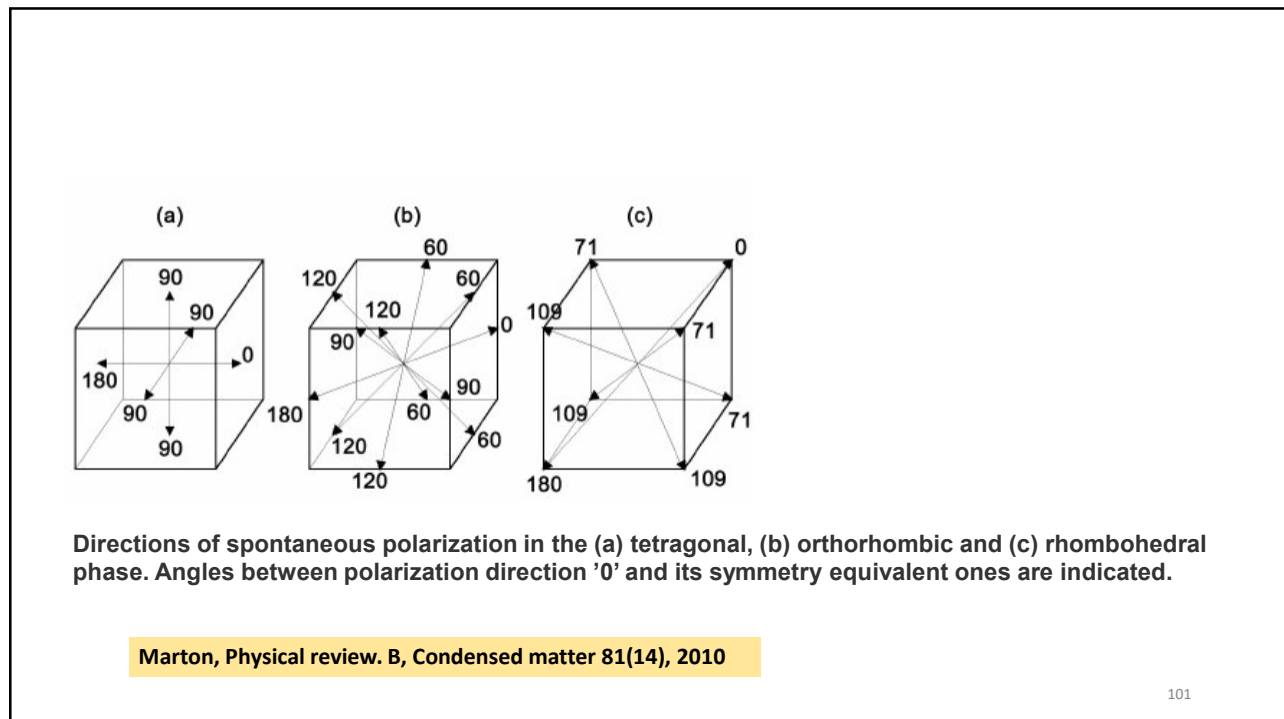 (a) (b) (c)
60 71 0
90 120 60
90 120 109
0 71
90
180 90
90 180 60 109 71
90 120 60
120 180 109
Directions of spontaneous polarization in the (a) tetragonal, (b) orthorhombic and (c) rhombohedral
phase. Angles between polarization direction ’0’ and its symmetry equivalent ones are indicated.
Marton, Physical review. B, Condensed matter 81(14), 2010
101